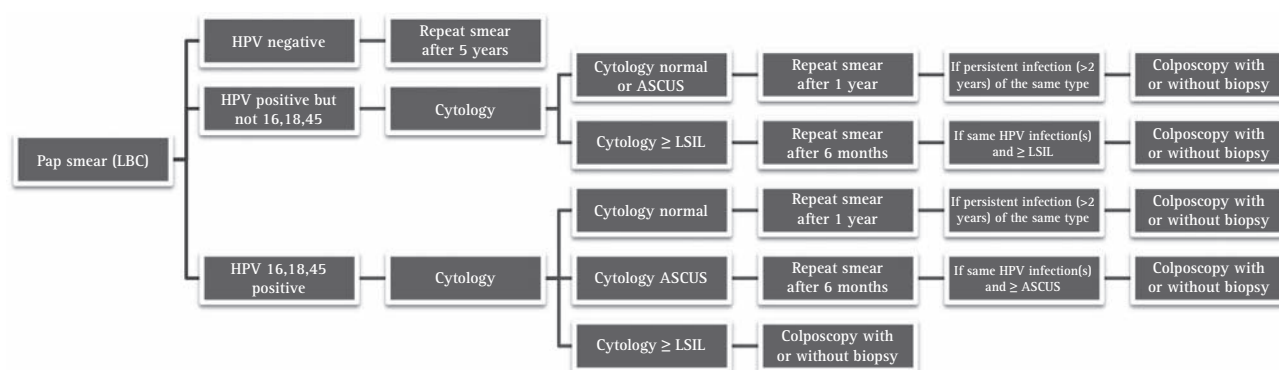 Pap smear (LBC)
HPV negative
Repeat smear
after 5 years
HPV positive but
not 16,18,45
Cytology
Cytology normal
or ASCUS
Repeat smear
after 1 year
If persistent infection (>2
years) of the same type
Colposcopy with
or without biopsy
Cytology ≥ LSIL
Repeat smear
after 6 months
If same HPV infection(s)
and ≥ LSIL
Colposcopy with
or without biopsy
HPV 16,18,45
positive
Cytology
Cytology normal
Repeat smear
after 1 year
If persistent infection (>2
years) of the same type
Colposcopy with
or without biopsy
Cytology ASCUS
Repeat smear
after 6 months
If same HPV infection(s)
and ≥ ASCUS
Colposcopy with
or without biopsy
Cytology ≥ LSIL
Colposcopy with
or without biopsy